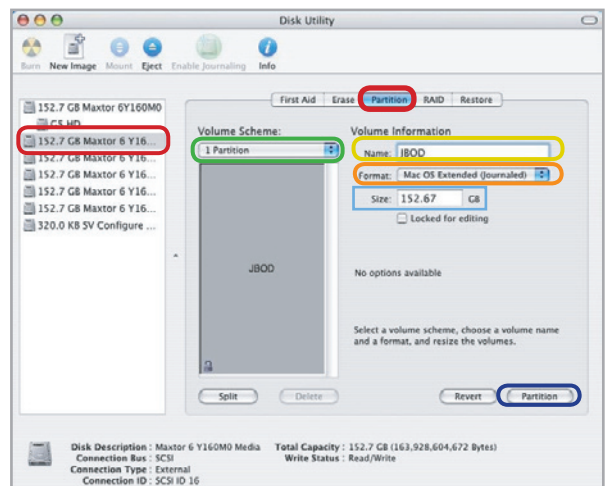 Disk Utility
Burn New Image Mount Eject Enable Journaling Info
152.7 GB Maxtor 6Y160M0
G5 HD
152.7 GB Maxtor 6 Y16...
152.7 GB Maxtor 6 Y16...
152.7 GB Maxtor 6 Y16...
152.7 GB Maxtor 6 Y16...
152.7 GB Maxtor 6 Y16...
320.0 KB SV Configure ...
First Aid Erase Partition RAID Restore
Volume Scheme:
1 Partition
JBOD
Split Delete
Volume Information
Name: JBOD
Format: Mac OS Extended (Journaled)
Size: 152.67 GB
Locked for editing
No options available
Select a volume scheme, choose a volume name
and a format, and resize the volumes.
Revert Partition
Disk Description : Maxtor 6 Y160M0 Media
Connection Bus : SCSI
Connection Type : External
Connection ID : SCSI ID 16
Total Capacity : 152.7 GB (163,928,604,672 Bytes)
Write Status : Read/Write